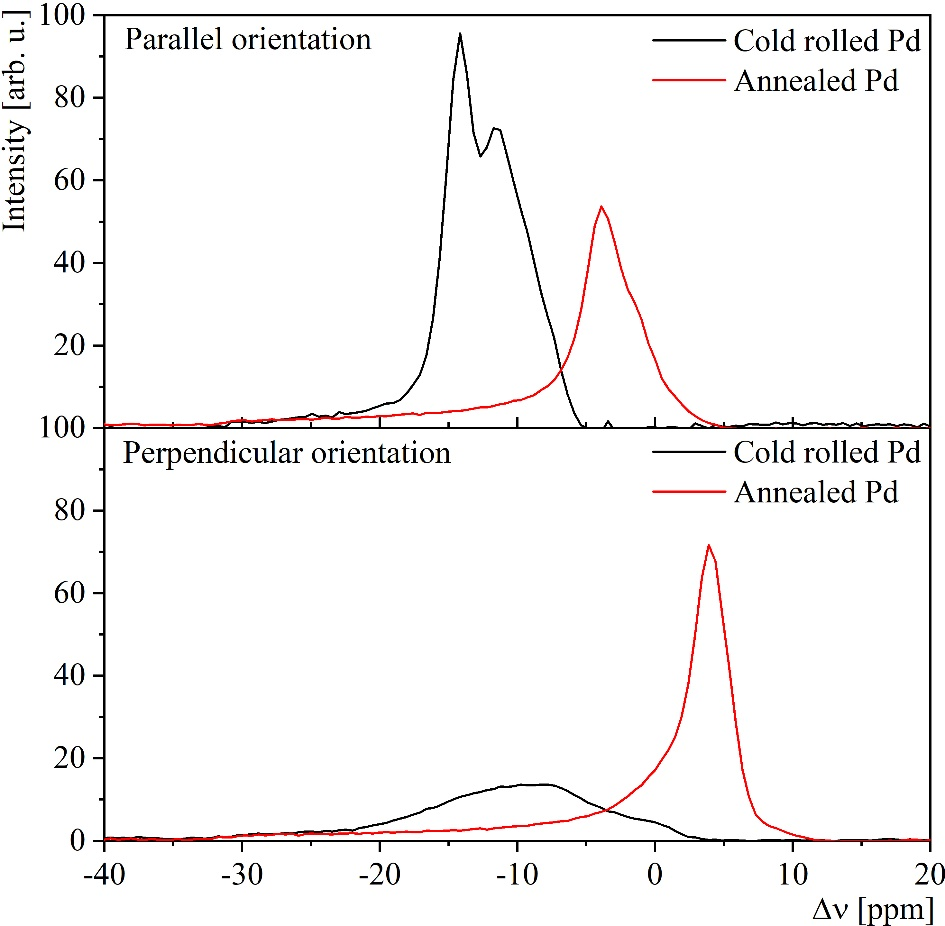 100
Parallel orientation
Cold rolled Pd
Annealed Pd
80
60
40
20
Intensity [arb. u.]
100
Perpendicular orientation
Cold rolled Pd
Annealed Pd
80
60
40
20
0
-40 -30 -20 -10 0 10 20
Δν [ppm]